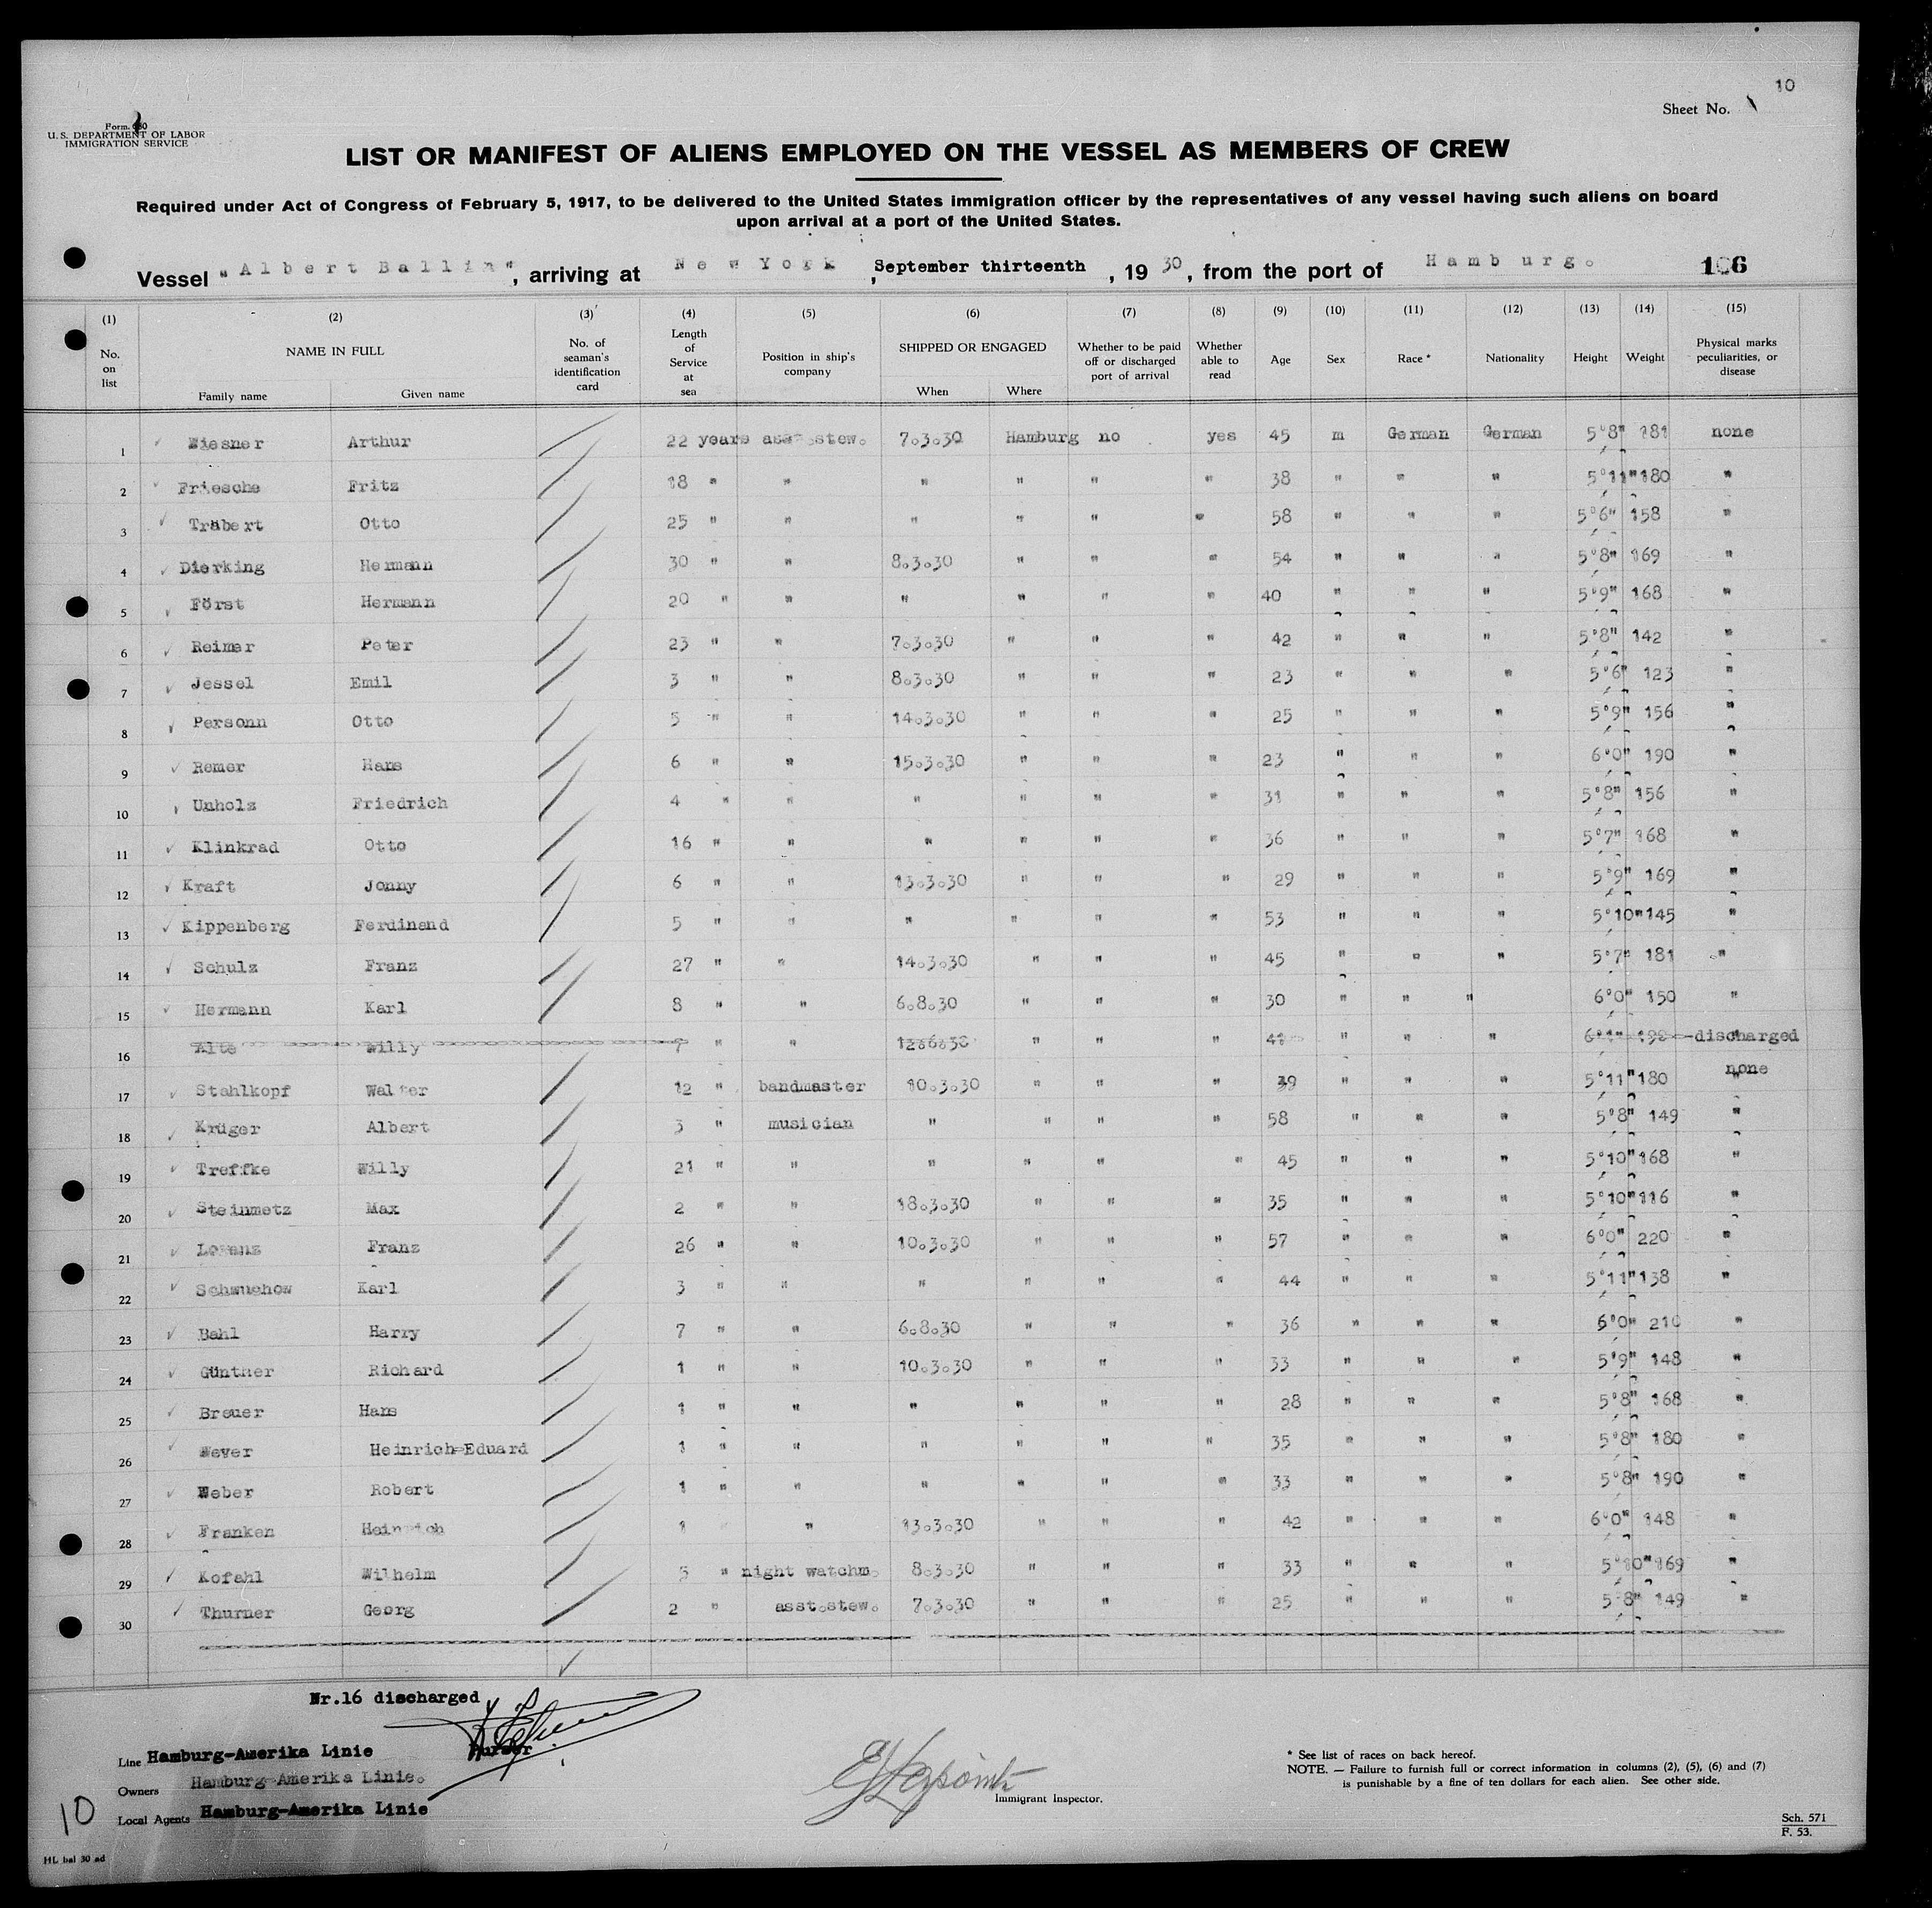 10
Sheet No.
Form
U. S. DEPARTMENT OF LABOR
IMMIGRATION SERVICE
LIST OR MANIFEST OF ALIENS EMPLOYED ON THE VESSEL AS MEMBERS OF CREW
Required under Act of Congress of February 5, 1917, to be delivered to the United States immigration officer by the representatives of any vessel having such aliens on board
upon arrival at a port of the United States.
Vessel "Albert Ballin", arriving at New York, September thirteenth, 1930, from the port of Hamburg.
(1) (2) (3) (4) (5) (6) (7) (8) (9) (10) (11) (12) (13) (14) (15)
No. on list NAME IN FULL Family name Given name No. of seaman's identification card Length of Service at sea Position in ship's company SHIPPED OR ENGAGED When Where Whether to be paid off or discharged port of arrival Whether able to read Age Sex Race * Nationality Height Weight Physical marks peculiarities, or disease
1 Wiesner Arthur 22 years asst.stew. 7.3.30 Hamburg no yes 45 m German German 5'8" 181 none
2 Friesche Fritz 18 " " " " " " 38 " " " 5'11" 180 "
3 Träbert Otto 25 " " " " " " 58 " " " 5'6" 158 "
4 Dierking Hermann 30 " " 8.3.30 " " " 54 " " " 5'8" 169 "
5 Först Hermann 20 " " " " " " 40 " " " 5'9" 168 "
6 Reimer Peter 23 " " 7.3.30 " " " 42 " " " 5'8" 142 "
7 Jessel Emil 3 " " 8.3.30 " " " 23 " " " 5'6" 123 "
8 Personn Otto 5 " " 14.3.30 " " " 25 " " " 5'9" 156 "
9 Remer Hans 6 " " 15.3.30 " " " 23 " " " 6'0" 190 "
10 Unholz Friedrich 4 " " " " " " 31 " " " 5'8" 156 "
11 Klinkrad Otto 16 " " " " " " 36 " " " 5'7" 168 "
12 Kraft Jonny 6 " " 13.3.30 " " " 29 " " " 5'9" 169 "
13 Kippenberg Ferdinand 5 " " " " " " 53 " " " 5'10" 145 "
14 Schulz Franz 27 " " 14.3.30 " " " 45 " " " 5'7" 181 "
15 Hermann Karl 8 " " 6.8.30 " " " 30 " " " 6'0" 150 "
16 Alte Willy 7 " " 12.6.30 " " " " " " discharged
17 Stahlkopf Walter 12 " bandmaster 10.3.30 " " " 39 " " " 5'11" 180 none
18 Krüger Albert 3 " musician " " " " 58 " " " 5'8" 149 "
19 Treffke Willy 21 " " " " " " 45 " " " 5'10" 168 "
20 Steinmetz Max 2 " " 18.3.30 " " " 35 " " " 5'10" 116 "
21 Lorenz Franz 26 " " 10.3.30 " " " 57 " " " 6'0" 220 "
22 Schwuchow Karl 3 " " " " " " 44 " " " 5'11" 138 "
23 Bahl Harry 7 " " 6.8.30 " " " 36 " " " 6'0" 210 "
24 Günther Richard 1 " " 10.3.30 " " " 33 " " " 5'9" 148 "
25 Breuer Hans 1 " " " " " " 28 " " " 5'8" 168 "
26 Wever Heinrich-Eduard 1 " " " " " " 35 " " " 5'8" 180 "
27 Weber Robert 1 " " " " " " 33 " " " 5'8" 190 "
28 Franken Heinrich 1 " 13.3.30 " " " 42 " " " 6'0" 148 "
29 Kofahl Wilhelm 5 " night watchm. 8.3.30 " " " 33 " " " 5'10" 169 "
30 Thurner Georg 2 " asst.stew. 7.3.30 " " " 25 " " " 5'8" 149 "
Nr.16 discharged
Line Hamburg-Amerika Linie Purser
Owners Hamburg-Amerika Linie.
Local Agents Hamburg-Amerika Linie
10
Immigrant Inspector.
* See list of races on back hereof.
NOTE. — Failure to furnish full or correct information in columns (2), (5), (6) and (7)
is punishable by a fine of ten dollars for each alien. See other side.
Sch. 571
F. 53.
HL bal 30 ad